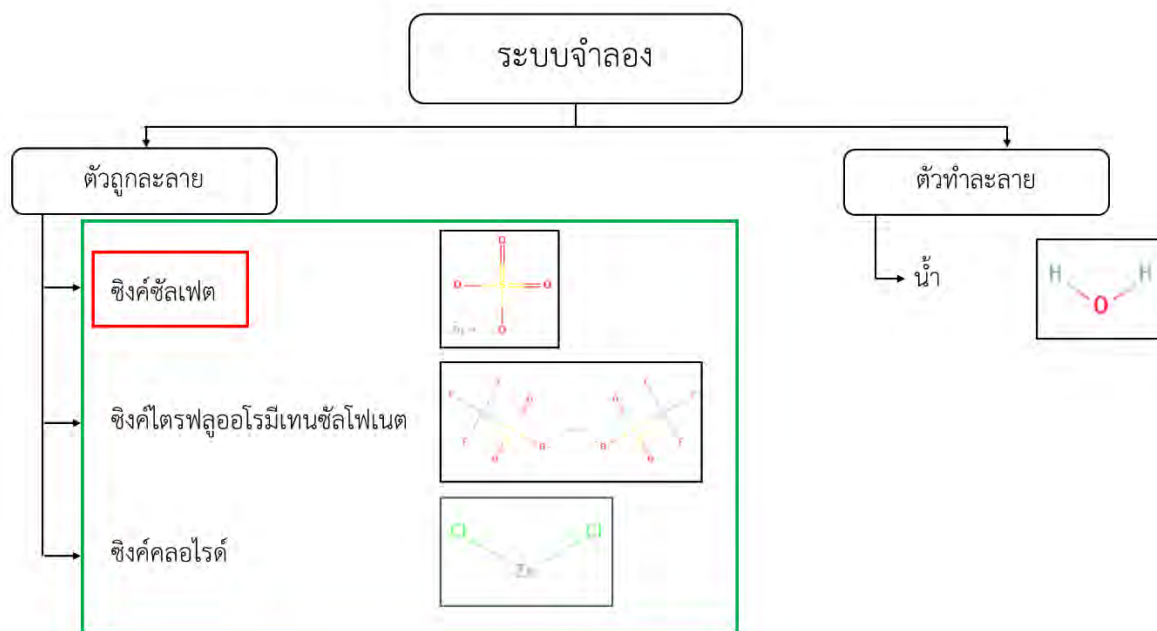 ระบบจำลอง
ตัวถูกละลาย
ตัวทำละลาย
ซิงค์ซัลเฟต
O
O
O
O
น้ำ
H H
O
ซิงค์ไตรฟลูออโรมีเทนซัลโฟเนต
F F O O F F
F F
O O O O
ซิงค์คลอไรด์
Cl Cl
Zn